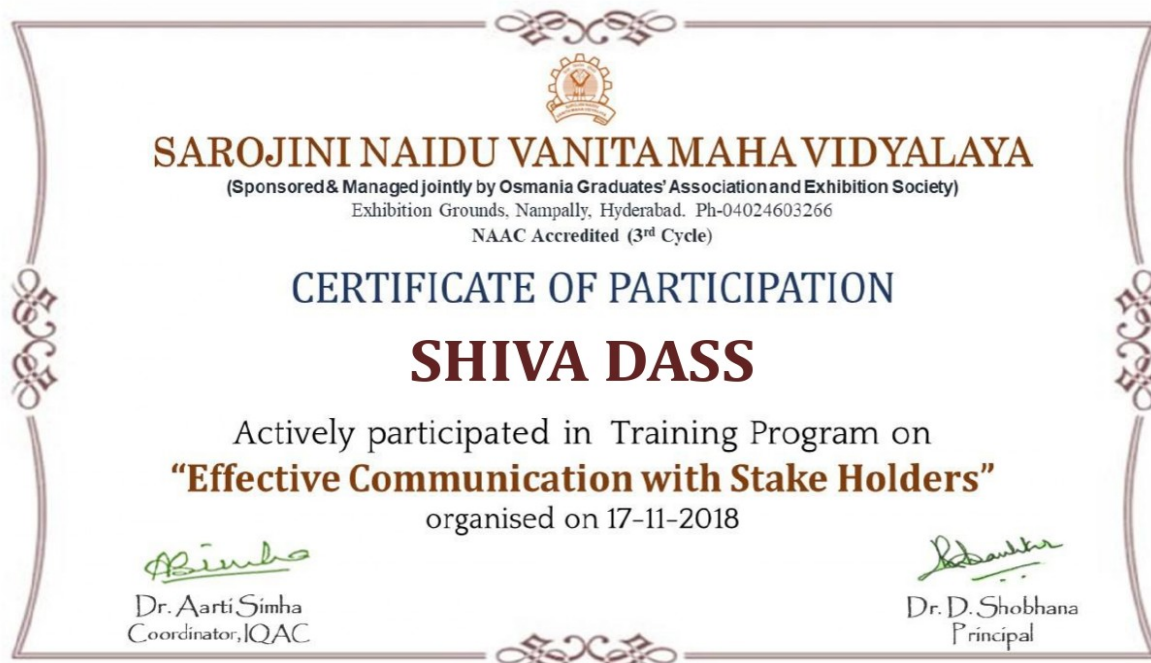 SAROJINI NAIDU VANITA MAHA VIDYALAYA
(Sponsored & Managed jointly by Osmania Graduates' Association and Exhibition Society)
Exhibition Grounds, Nampally, Hyderabad. Ph-04024603266
NAAC Accredited (3rd Cycle)
CERTIFICATE OF PARTICIPATION
SHIVA DASS
Actively participated in Training Program on
“Effective Communication with Stake Holders”
organised on 17-11-2018
Dr. Aarti Simha
Coordinator, IQAC
Dr. D. Shobhana
Principal